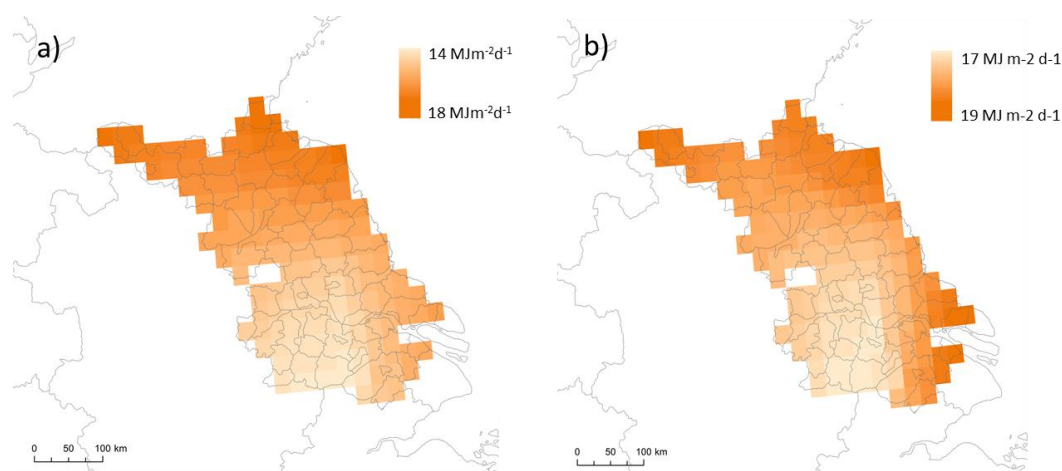 a)
14 MJm⁻²d⁻¹
18 MJm⁻²d⁻¹
0 50 100 km
b)
17 MJ m-2 d-1
19 MJ m-2 d-1
0 50 100 km